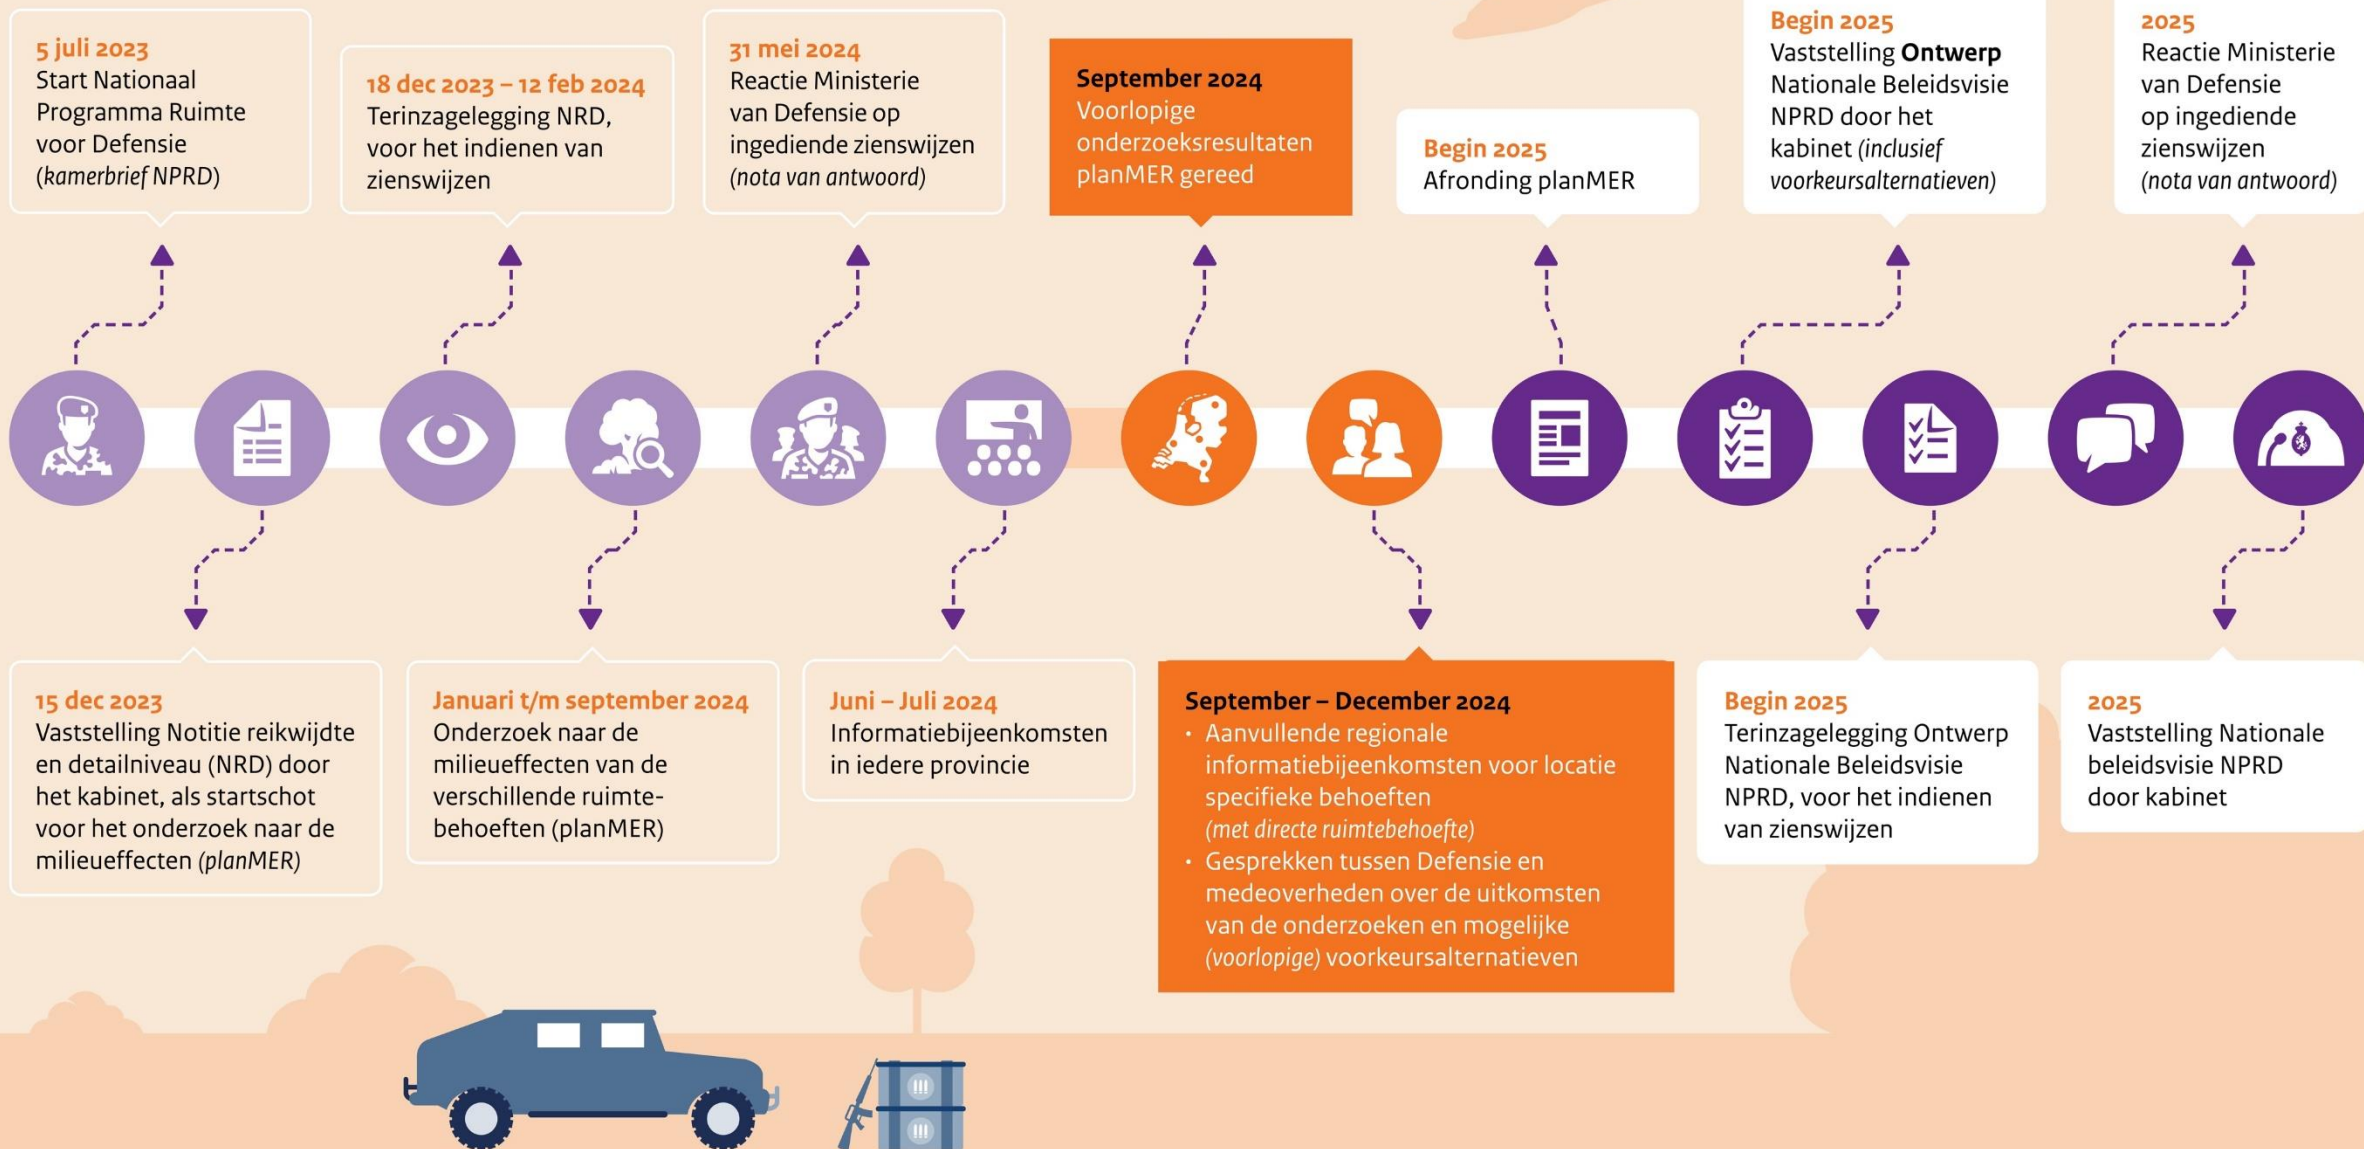 5 juli 2023
Start Nationaal
Programma Ruimte
voor Defensie
(kamerbrief NPRD)
15 dec 2023
Vaststelling Notitie reikwijdte
en detailniveau (NRD) door
het kabinet, als startschot
voor het onderzoek naar de
milieueffecten (planMER)
18 dec 2023 – 12 feb 2024
Terinzagelegging NRD,
voor het indienen van
zienswijzen
Januari t/m september 2024
Onderzoek naar de
milieueffecten van de
verschillende ruimte-
behoeften (planMER)
31 mei 2024
Reactie Ministerie
van Defensie op
ingediende zienswijzen
(nota van antwoord)
Juni – Juli 2024
Informatiebijeenkomsten
in iedere provincie
September 2024
Voorlopige
onderzoeksresultaten
planMER gereed
September – December 2024
• Aanvullende regionale
informatiebijeenkomsten voor locatie
specifieke behoeften
(met directe ruimtebehoefte)
• Gesprekken tussen Defensie en
medeoverheden over de uitkomsten
van de onderzoeken en mogelijke
(voorlopige) voorkeursalternatieven
Begin 2025
Afronding planMER
Begin 2025
Vaststelling Ontwerp
Nationale Beleidsvisie
NPRD door het
kabinet (inclusief
voorkeursalternatieven)
Begin 2025
Terinzagelegging Ontwerp
Nationale Beleidsvisie
NPRD, voor het indienen
van zienswijzen
2025
Reactie Ministerie
van Defensie
op ingediende
zienswijzen
(nota van antwoord)
2025
Vaststelling Nationale
beleidsvisie NPRD
door kabinet